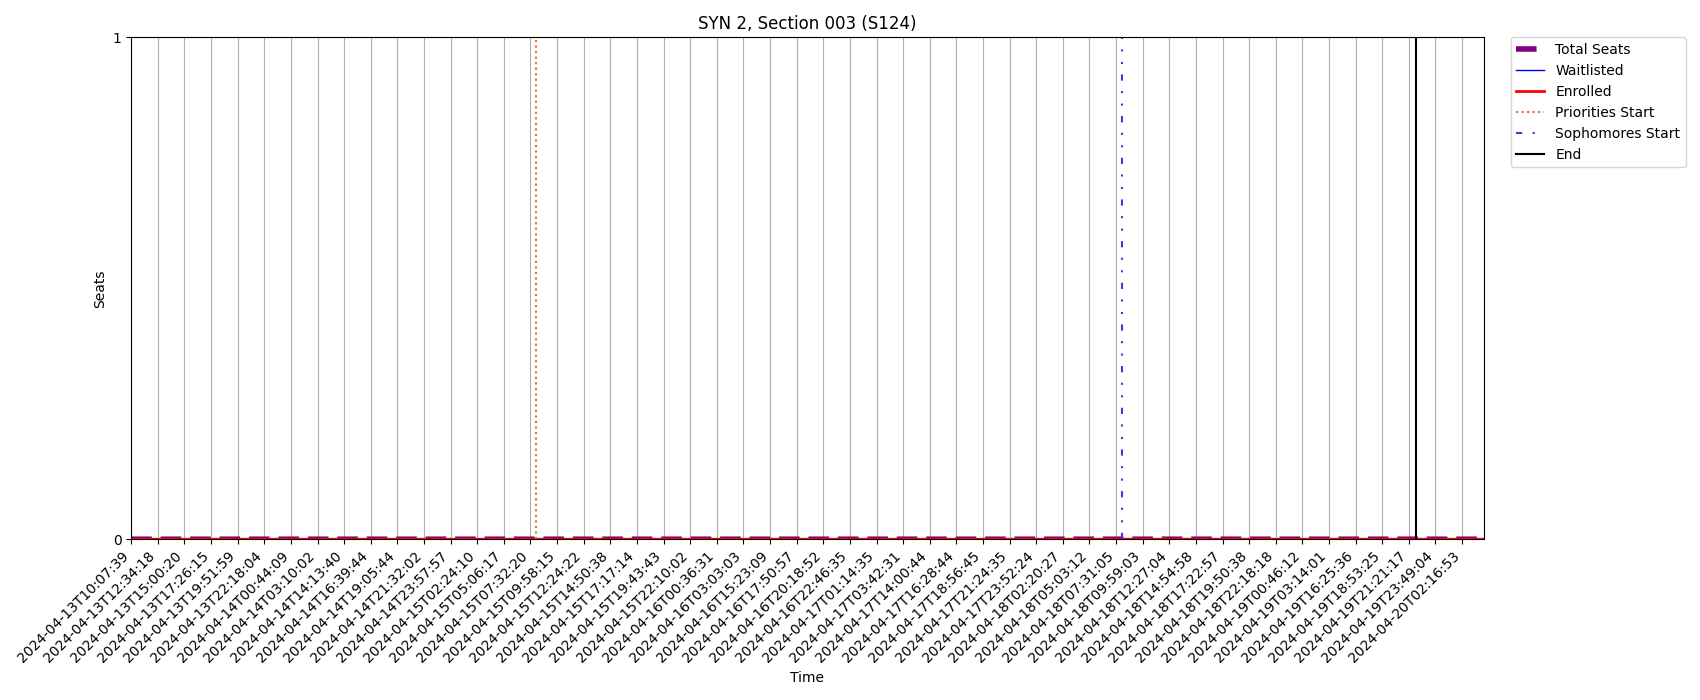 SYN 2, Section 003 (S124)
1
0
Seats
Total Seats
Waitlisted
Enrolled
Priorities Start
Sophomores Start
End
2024-04-13T10:07:39
2024-04-13T12:34:18
2024-04-13T15:00:20
2024-04-13T17:26:15
2024-04-13T19:51:59
2024-04-13T22:18:04
2024-04-14T00:44:09
2024-04-14T03:10:02
2024-04-14T14:13:40
2024-04-14T16:39:44
2024-04-14T19:05:44
2024-04-14T21:32:02
2024-04-14T23:57:57
2024-04-15T02:24:10
2024-04-15T05:06:17
2024-04-15T07:32:20
2024-04-15T09:58:15
2024-04-15T12:24:22
2024-04-15T14:50:38
2024-04-15T17:17:14
2024-04-15T19:43:43
2024-04-15T22:10:02
2024-04-16T00:36:31
2024-04-16T03:03:03
2024-04-16T15:23:09
2024-04-16T17:50:57
2024-04-16T20:18:52
2024-04-16T22:46:35
2024-04-17T01:14:35
2024-04-17T03:42:31
2024-04-17T14:00:44
2024-04-17T16:28:44
2024-04-17T18:56:45
2024-04-17T21:24:35
2024-04-17T23:52:24
2024-04-18T02:20:27
2024-04-18T05:03:12
2024-04-18T07:31:05
2024-04-18T09:59:03
2024-04-18T12:27:04
2024-04-18T14:54:58
2024-04-18T17:22:57
2024-04-18T19:50:38
2024-04-18T22:18:18
2024-04-19T00:46:12
2024-04-19T03:14:01
2024-04-19T16:25:36
2024-04-19T18:53:25
2024-04-19T21:21:17
2024-04-19T23:49:04
2024-04-20T02:16:53
Time